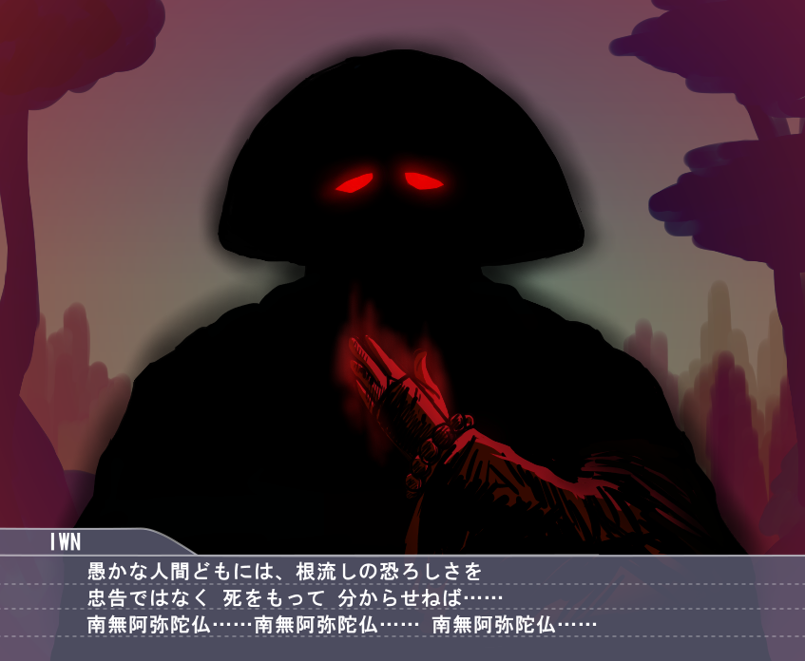 IWN
愚かな人間どもには、根流しの恐ろしさを
忠告ではなく 死をもって 分からせねば……
南無阿弥陀仏……南無阿弥陀仏…… 南無阿弥陀仏……